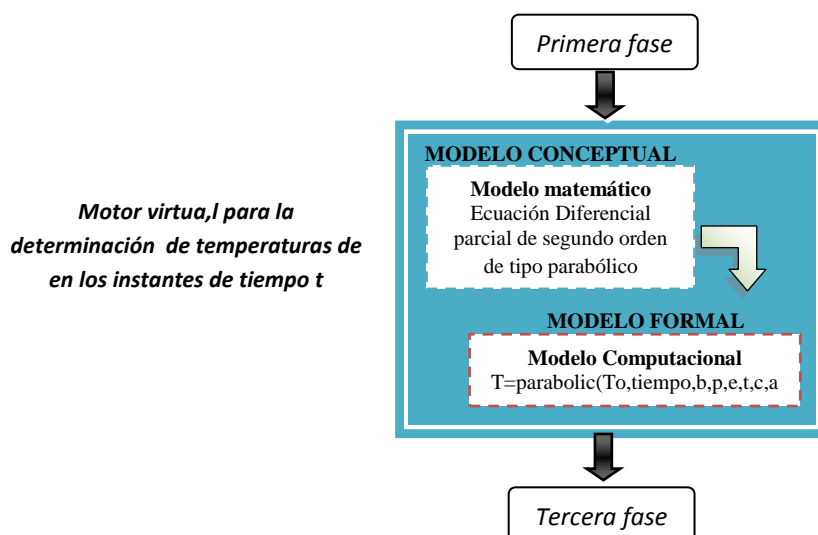 Primera fase
MODELO CONCEPTUAL
Modelo matemático
Ecuación Diferencial
parcial de segundo orden
de tipo parabólico
Motor virtua,l para la
determinación de temperaturas de
en los instantes de tiempo t
MODELO FORMAL
Modelo Computacional
T=parabolic(To,tiempo,b,p,e,t,c,a
Tercera fase